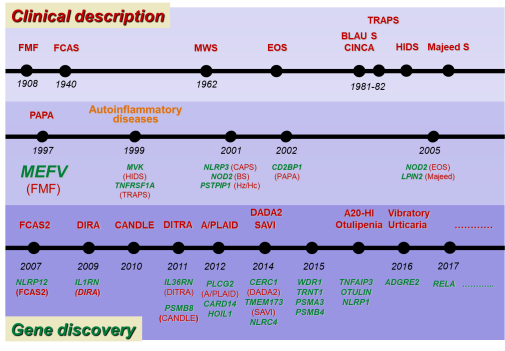 Clinical description
TRAPS
FMF FCAS MWS EOS BLAU S CINCA HIDS Majeed S
1908 1940 1962 1981-82
PAPA Autoinflammatory diseases
1997 1999 2001 2002 2005
MEFV (FMF)
MVK (HIDS)
TNFRSF1A (TRAPS)
NLRP3 (CAPS)
NOD2 (BS)
PSTPIP1 (Hz/Hc)
CD2BP1 (PAPA)
NOD2 (EOS)
LPIN2 (Majeed)
FCAS2 DIRA CANDLE DITRA A/PLAID DADA2 SAVI A20-HI Otulipenia Vibratory Urticaria ............
2007 2009 2010 2011 2012 2014 2015 2016 2017
NLRP12 (FCAS2)
IL1RN (DIRA)
IL36RN (DITRA)
PSMB8 (CANDLE)
PLCG2 (A/PLAID)
CARD14
HOIL1
CERC1 (DADA2)
TMEM173 (SAVI)
NLRC4
WDR1
TRNT1
PSMA3
PSMB4
TNFAIP3
OTULIN
NLRP1
ADGRE2
RELA ............
Gene discovery